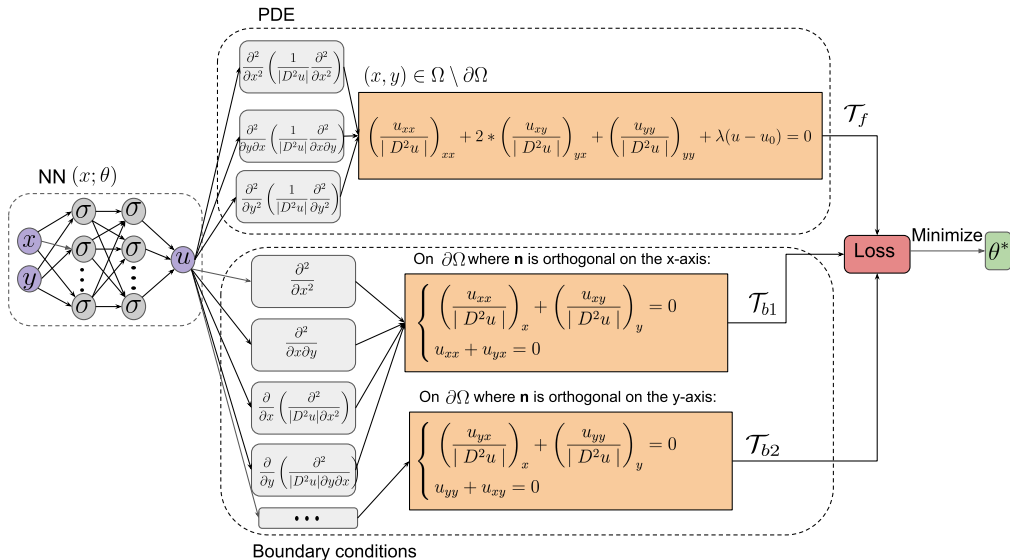 PDE
∂²/∂x² (1/|D²u| ∂²/∂x²)
(x, y) ∈ Ω \ ∂Ω
∂²/∂y∂x (1/|D²u| ∂²/∂x∂y)
(u_xx/| D²u |)_xx + 2 * (u_xy/| D²u |)_yx + (u_yy/| D²u |)_yy + λ(u − u₀) = 0
𝒯_f
∂²/∂y² (1/|D²u| ∂²/∂y²)
NN (x; θ)
σ σ
x σ σ
y u
σ σ
On ∂Ω where n is orthogonal on the x-axis:
∂²/∂x²
(u_xx/| D²u |)_x + (u_xy/| D²u |)_y = 0
u_xx + u_yx = 0
𝒯_b1
Loss
Minimize
θ*
∂²/∂x∂y
∂/∂x (∂²/|D²u|∂x²)
On ∂Ω where n is orthogonal on the y-axis:
(u_yx/| D²u |)_x + (u_yy/| D²u |)_y = 0
u_yy + u_xy = 0
𝒯_b2
∂/∂y (∂²/|D²u|∂y∂x)
•••
Boundary conditions